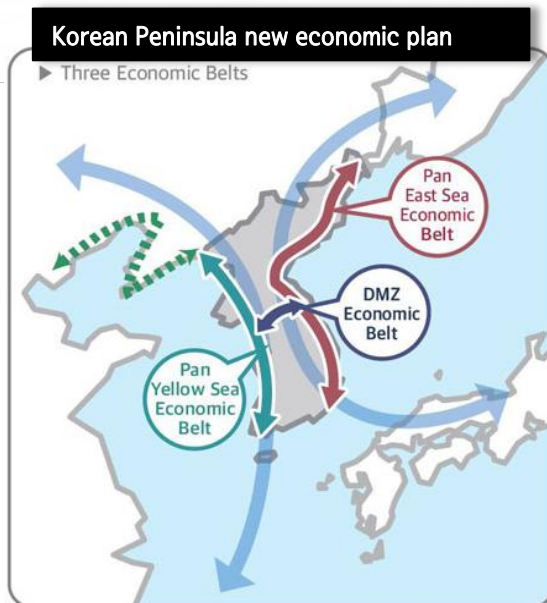 Korean Peninsula new economic plan
▶ Three Economic Belts
Pan
East Sea
Economic
Belt
DMZ
Economic
Belt
Pan
Yellow Sea
Economic
Belt